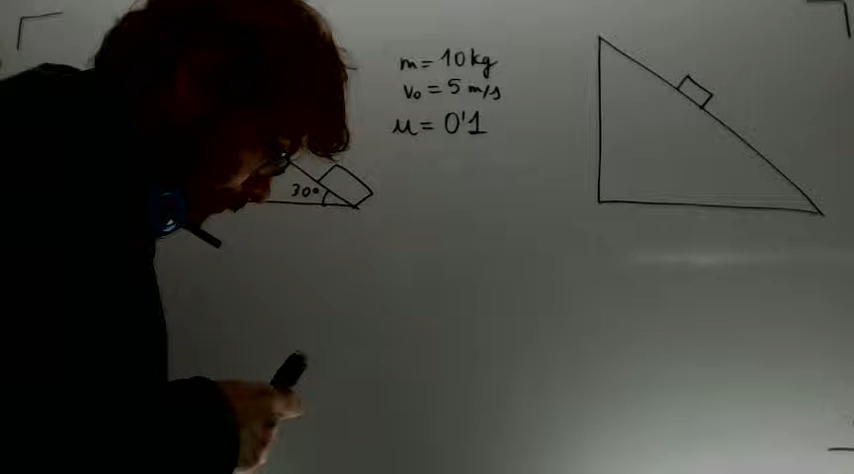 m = 10 kg
v₀ = 5 m/s
μ = 0'1
30°